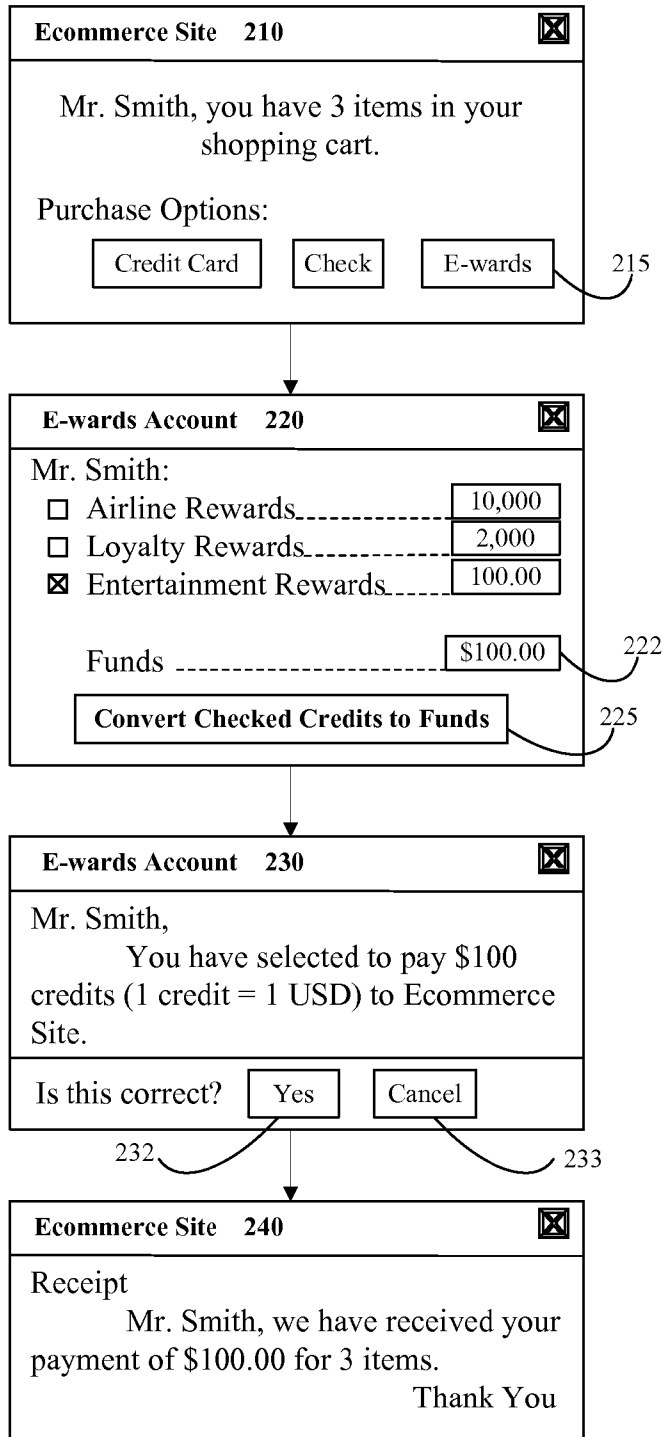 Ecommerce Site 210
Mr. Smith, you have 3 items in your
shopping cart.
Purchase Options:
Credit Card Check E-wards 215
E-wards Account 220
Mr. Smith:
Airline Rewards 10,000
Loyalty Rewards 2,000
Entertainment Rewards 100.00
Funds $100.00 222
Convert Checked Credits to Funds 225
E-wards Account 230
Mr. Smith,
You have selected to pay $100
credits (1 credit = 1 USD) to Ecommerce
Site.
Is this correct? Yes Cancel
232 233
Ecommerce Site 240
Receipt
Mr. Smith, we have received your
payment of $100.00 for 3 items.
Thank You